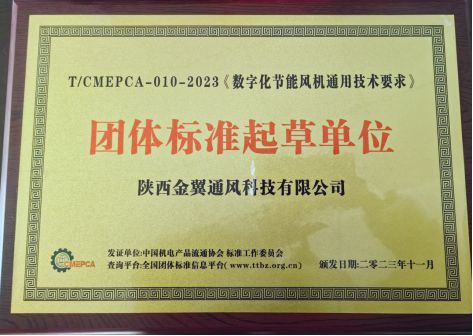 T/CMEPCA-010-2023《数字化节能风机通用技术要求》
团体标准起草单位
陕西金翼通风科技有限公司
CMEPCA
发证单位:中国机电产品流通协会 标准工作委员会
查询平台:全国团体标准信息平台( www.ttbz.org.cn)
颁发日期:二〇二三年十一月